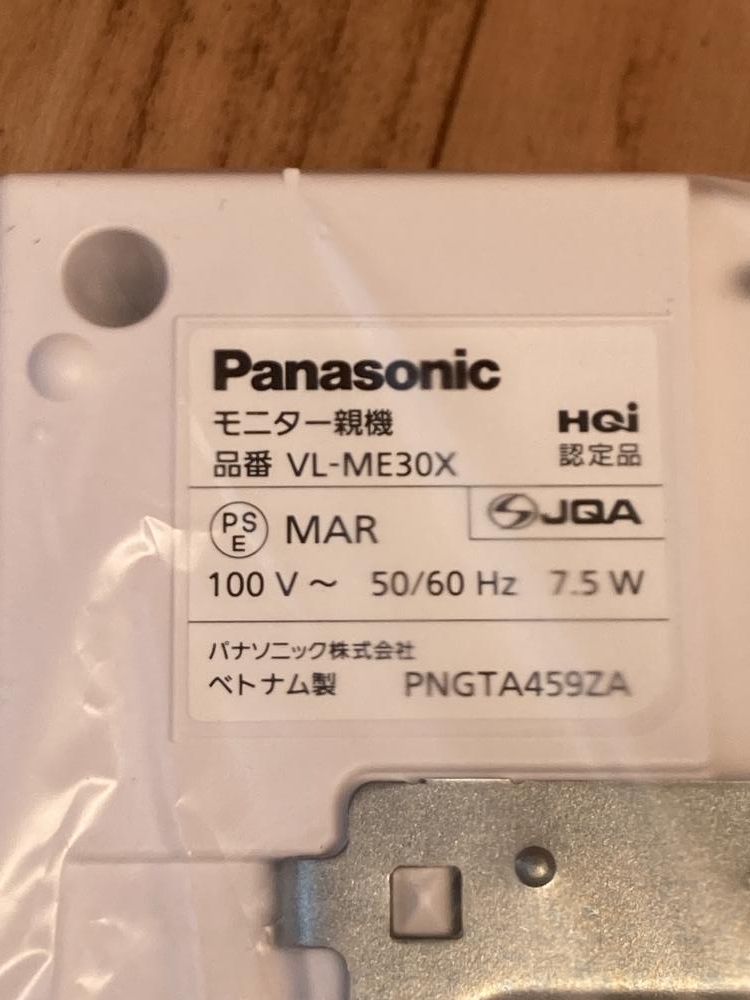 Panasonic
モニター親機
品番 VL-ME30X
HQi
認定品
PSE MAR
JQA
100 V ～ 50/60 Hz 7.5 W
パナソニック株式会社
ベトナム製 PNGTA459ZA